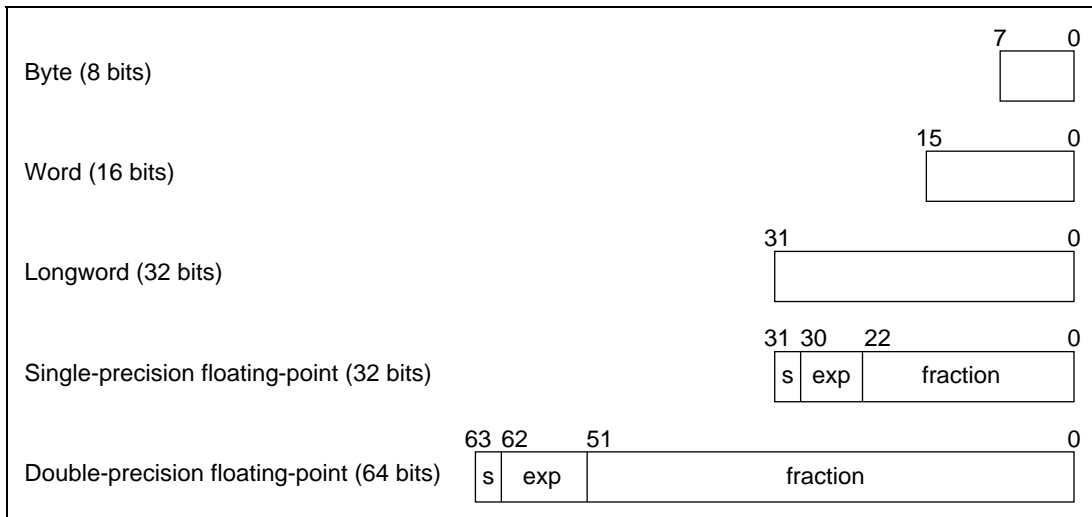 7 0
Byte (8 bits)
15 0
Word (16 bits)
31 0
Longword (32 bits)
31 30 22 0
Single-precision floating-point (32 bits) s exp fraction
63 62 51 0
Double-precision floating-point (64 bits) s exp fraction